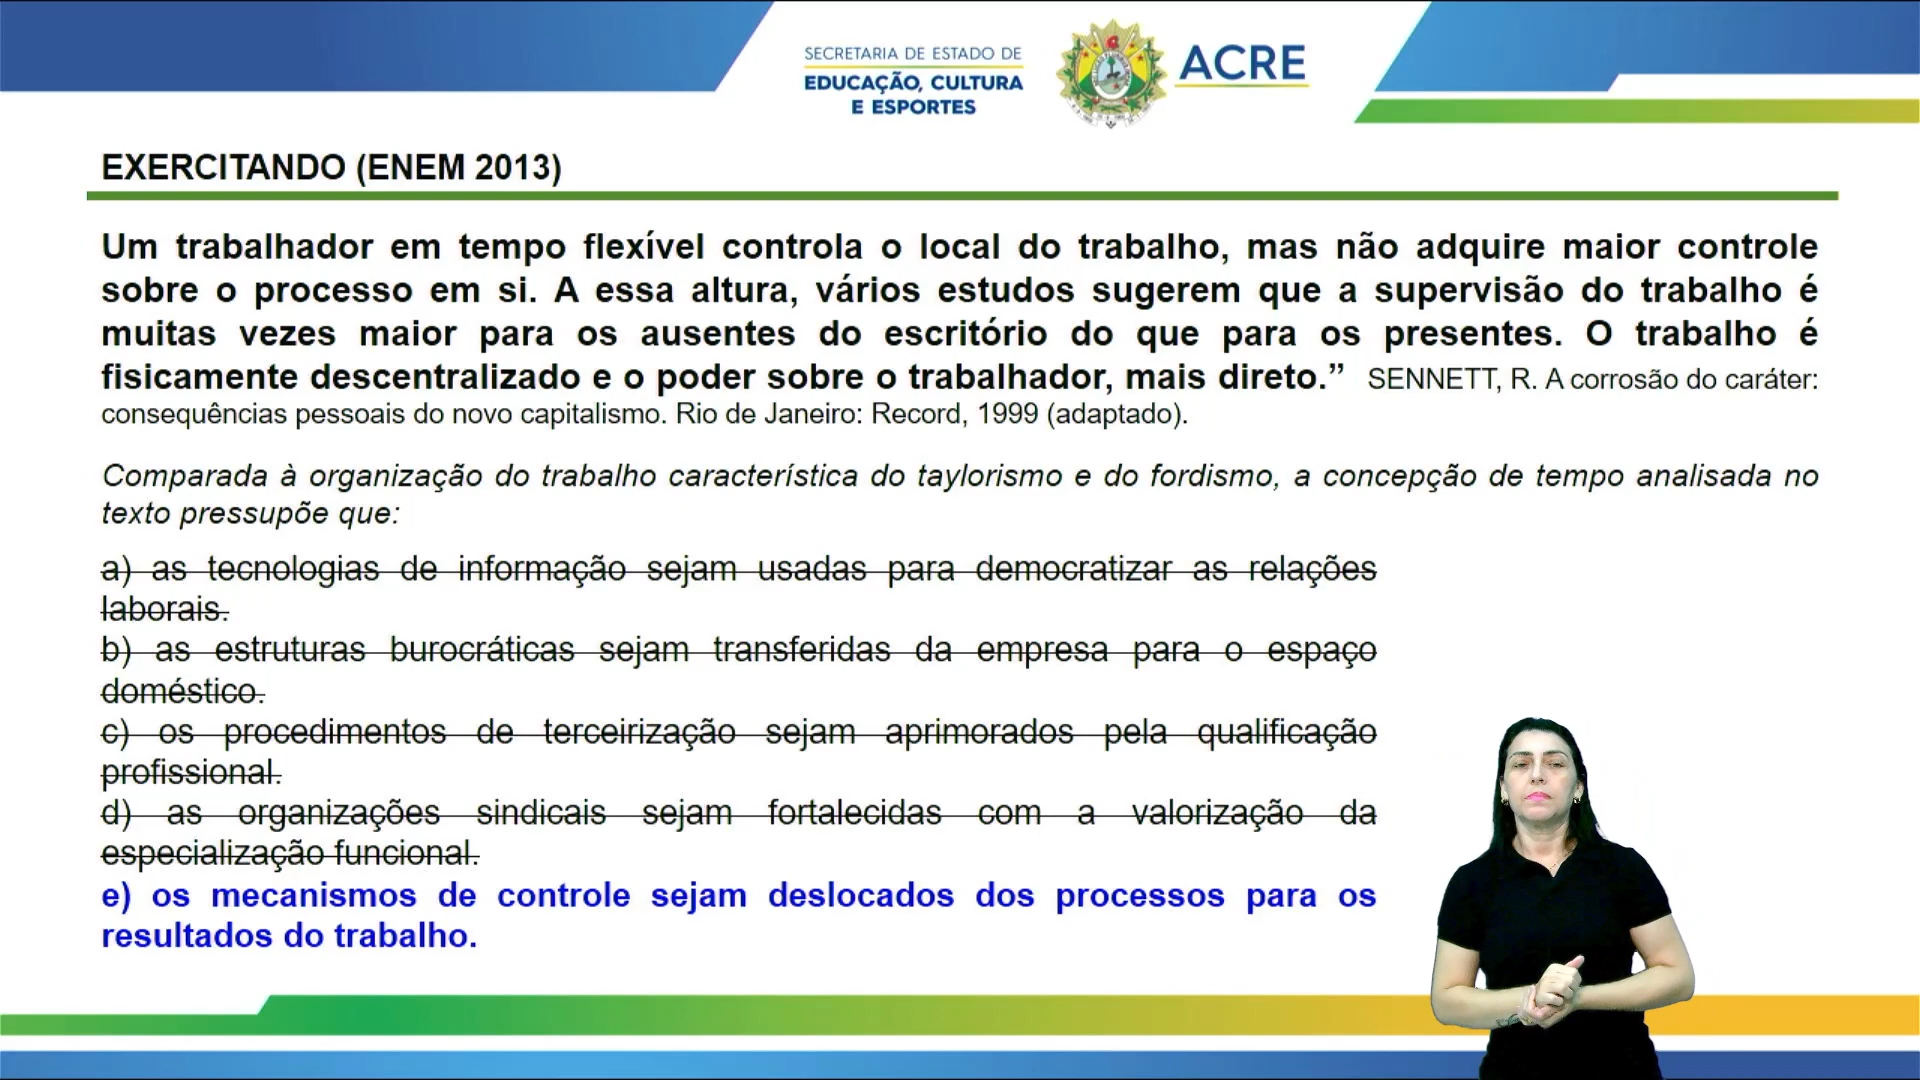 SECRETARIA DE ESTADO DE
EDUCAÇÃO, CULTURA
E ESPORTES
ACRE
EXERCITANDO (ENEM 2013)
Um trabalhador em tempo flexível controla o local do trabalho, mas não adquire maior controle
sobre o processo em si. A essa altura, vários estudos sugerem que a supervisão do trabalho é
muitas vezes maior para os ausentes do escritório do que para os presentes. O trabalho é
fisicamente descentralizado e o poder sobre o trabalhador, mais direto.” SENNETT, R. A corrosão do caráter:
consequências pessoais do novo capitalismo. Rio de Janeiro: Record, 1999 (adaptado).
Comparada à organização do trabalho característica do taylorismo e do fordismo, a concepção de tempo analisada no
texto pressupõe que:
a) as tecnologias de informação sejam usadas para democratizar as relações
laborais.
b) as estruturas burocráticas sejam transferidas da empresa para o espaço
doméstico.
c) os procedimentos de terceirização sejam aprimorados pela qualificação
profissional.
d) as organizações sindicais sejam fortalecidas com a valorização da
especialização funcional.
e) os mecanismos de controle sejam deslocados dos processos para os
resultados do trabalho.